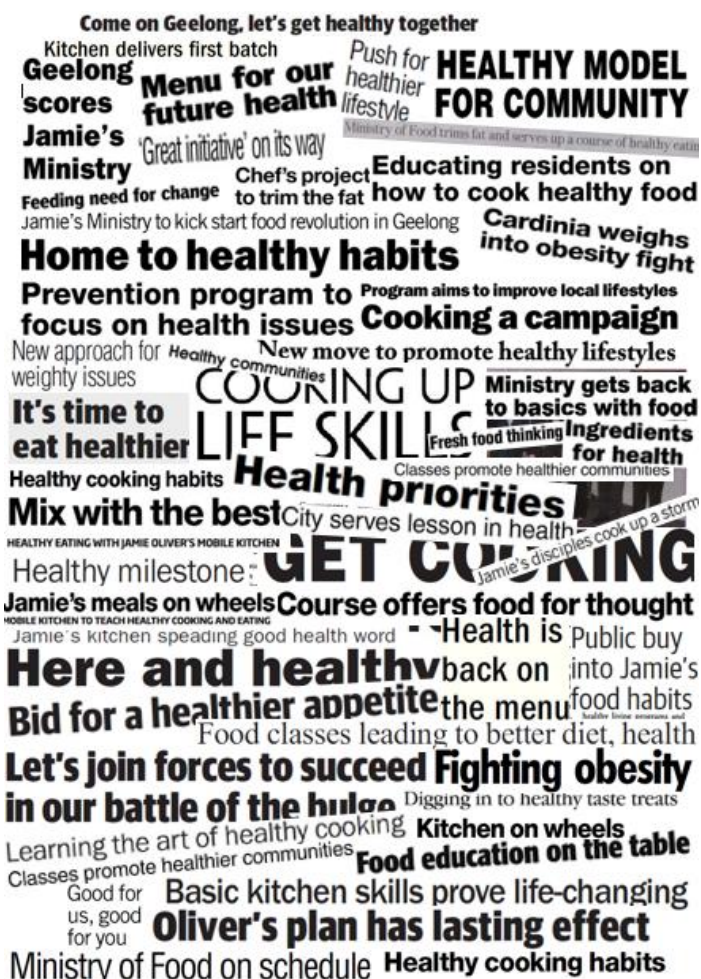 Come on Geelong, let's get healthy together
Kitchen delivers first batch
Geelong
scores
Jamie's
Ministry
Menu for our
future health
Push for
healthier
lifestyle
HEALTHY MODEL
FOR COMMUNITY
Ministry of Food trims fat and serves up a course of healthy eatin
'Great initiative' on its way
Chef's project
to trim the fat
Educating residents on
how to cook healthy food
Feeding need for change
Jamie's Ministry to kick start food revolution in Geelong
Cardinia weighs
into obesity fight
Home to healthy habits
Prevention program to
focus on health issues
Program aims to improve local lifestyles
Cooking a campaign
New approach for
weighty issues
Healthy communities
New move to promote healthy lifestyles
COOKING UP
LIFE SKILLS
Ministry gets back
to basics with food
It's time to
eat healthier
Fresh food thinking
Ingredients
for health
Healthy cooking habits
Health priorities
Classes promote healthier communities
Mix with the best
City serves lesson in health
HEALTHY EATING WITH JAMIE OLIVER'S MOBILE KITCHEN
GET COOKING
Jamie's disciples cook up a storm
Healthy milestone
Jamie's meals on wheels
Course offers food for thought
MOBILE KITCHEN TO TEACH HEALTHY COOKING AND EATING
Jamie's kitchen speading good health word
Health is
back on
the menu
Public buy
into Jamie's
food habits
healthy living programs and
Here and healthy
Bid for a healthier appetite
Food classes leading to better diet, health
Let's join forces to succeed
in our battle of the bulge
Fighting obesity
Digging in to healthy taste treats
Learning the art of healthy cooking
Kitchen on wheels
Classes promote healthier communities
Food education on the table
Good for
us, good
for you
Basic kitchen skills prove life-changing
Oliver's plan has lasting effect
Ministry of Food on schedule
Healthy cooking habits